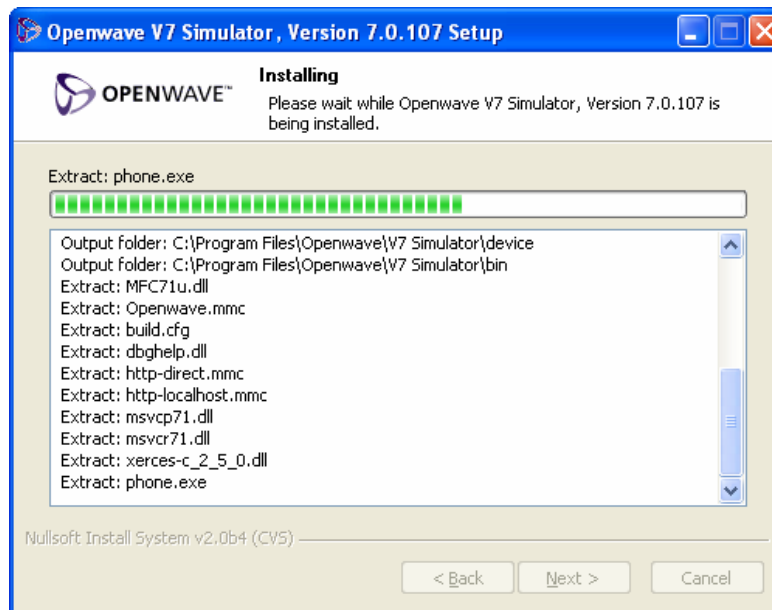 Openwave V7 Simulator, Version 7.0.107 Setup
OPENWAVE™
Installing
Please wait while Openwave V7 Simulator, Version 7.0.107 is
being installed.
Extract: phone.exe
Output folder: C:\Program Files\Openwave\V7 Simulator\device
Output folder: C:\Program Files\Openwave\V7 Simulator\bin
Extract: MFC71u.dll
Extract: Openwave.mmc
Extract: build.cfg
Extract: dbghelp.dll
Extract: http-direct.mmc
Extract: http-localhost.mmc
Extract: msvcp71.dll
Extract: msvcr71.dll
Extract: xerces-c_2_5_0.dll
Extract: phone.exe
Nullsoft Install System v2.0b4 (CVS)
< Back
Next >
Cancel